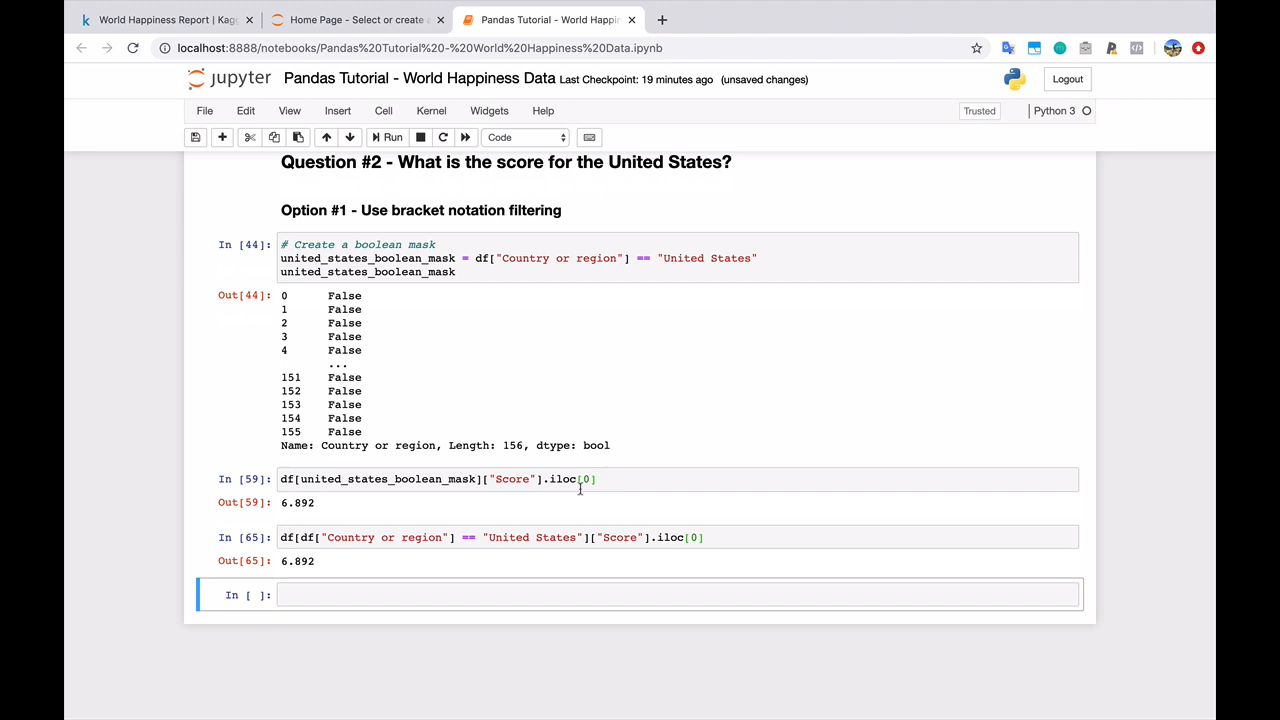 World Happiness Report | Kag
Home Page - Select or create a
Pandas Tutorial - World Happin
localhost:8888/notebooks/Pandas%20Tutorial%20-%20World%20Happiness%20Data.ipynb
jupyter Pandas Tutorial - World Happiness Data Last Checkpoint: 19 minutes ago (unsaved changes)
Logout
File Edit View Insert Cell Kernel Widgets Help
Trusted
Python 3
Run
Code
Question #2 - What is the score for the United States?
Option #1 - Use bracket notation filtering
In [44]: # Create a boolean mask
united_states_boolean_mask = df["Country or region"] == "United States"
united_states_boolean_mask
Out[44]: 0 False
1 False
2 False
3 False
4 False
...
151 False
152 False
153 False
154 False
155 False
Name: Country or region, Length: 156, dtype: bool
In [59]: df[united_states_boolean_mask]["Score"].iloc[0]
Out[59]: 6.892
In [65]: df[df["Country or region"] == "United States"]["Score"].iloc[0]
Out[65]: 6.892
In [ ]: